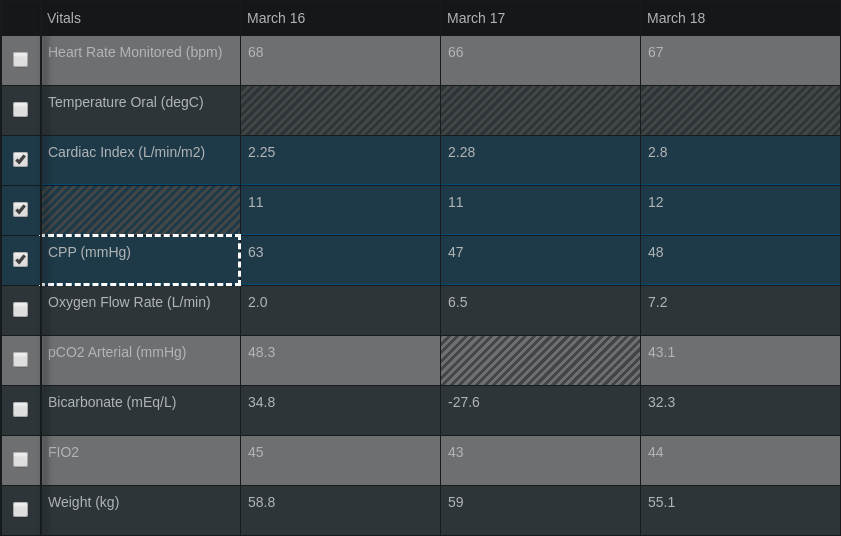 Vitals March 16 March 17 March 18
Heart Rate Monitored (bpm) 68 66 67
Temperature Oral (degC)
Cardiac Index (L/min/m2) 2.25 2.28 2.8
11 11 12
CPP (mmHg) 63 47 48
Oxygen Flow Rate (L/min) 2.0 6.5 7.2
pCO2 Arterial (mmHg) 48.3 43.1
Bicarbonate (mEq/L) 34.8 -27.6 32.3
FIO2 45 43 44
Weight (kg) 58.8 59 55.1